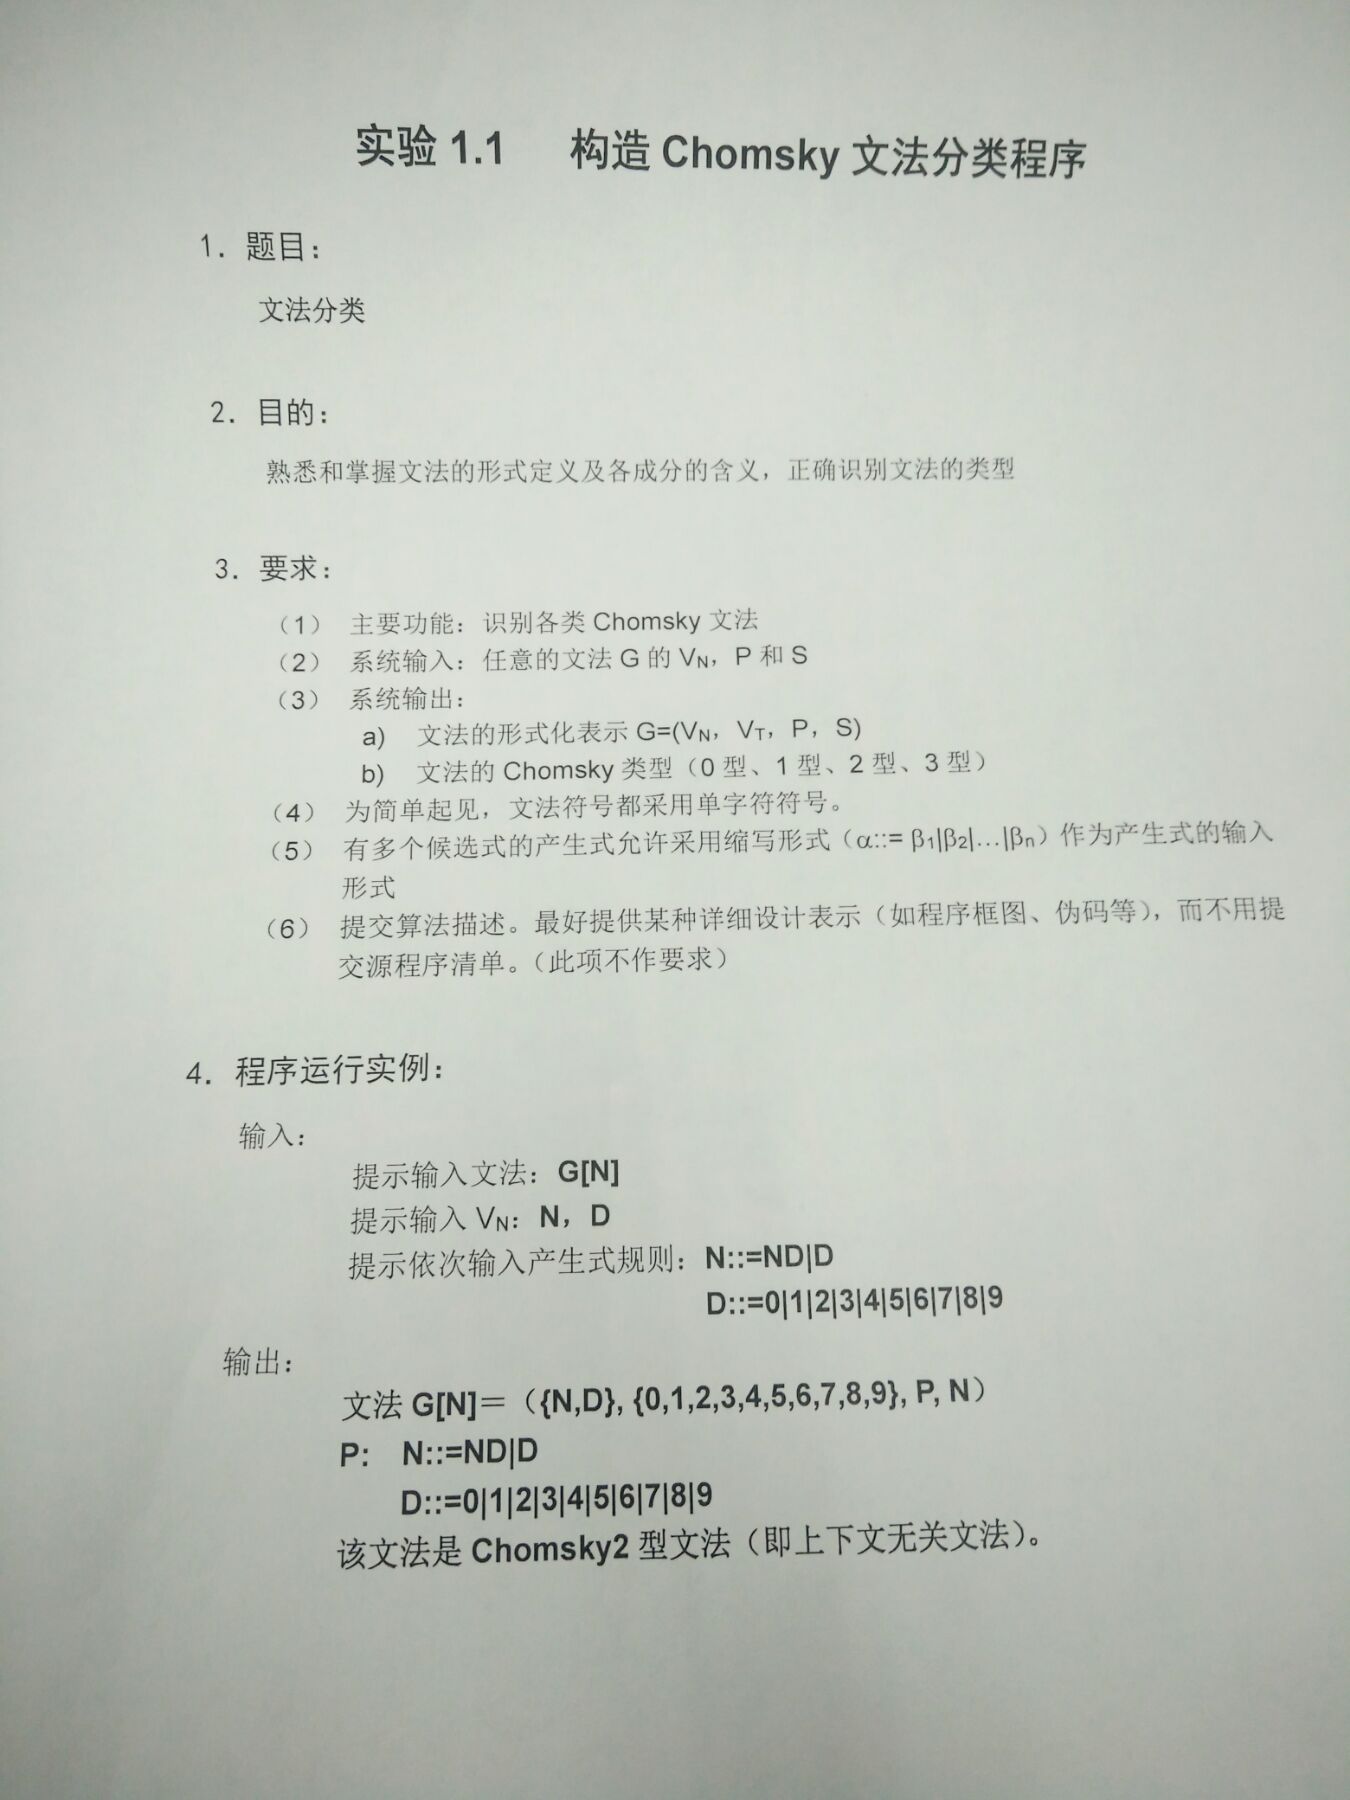 实验 1.1 构造 Chomsky 文法分类程序
1. 题目:
文法分类
2. 目的:
熟悉和掌握文法的形式定义及各成分的含义，正确识别文法的类型
3. 要求:
（1） 主要功能：识别各类 Chomsky 文法
（2） 系统输入：任意的文法 G 的 VN，P 和 S
（3） 系统输出：
a) 文法的形式化表示 G=(VN，VT，P，S)
b) 文法的 Chomsky 类型（0 型、1 型、2 型、3 型）
（4） 为简单起见，文法符号都采用单字符符号。
（5） 有多个候选式的产生式允许采用缩写形式（α::= β1|β2|…|βn）作为产生式的输入
形式
（6） 提交算法描述。最好提供某种详细设计表示（如程序框图、伪码等），而不用提
交源程序清单。（此项不作要求）
4. 程序运行实例:
输入：
提示输入文法：G[N]
提示输入 VN：N，D
提示依次输入产生式规则：N::=ND|D
D::=0|1|2|3|4|5|6|7|8|9
输出：
文法 G[N]＝（{N,D}, {0,1,2,3,4,5,6,7,8,9}, P, N）
P: N::=ND|D
D::=0|1|2|3|4|5|6|7|8|9
该文法是 Chomsky2 型文法（即上下文无关文法）。